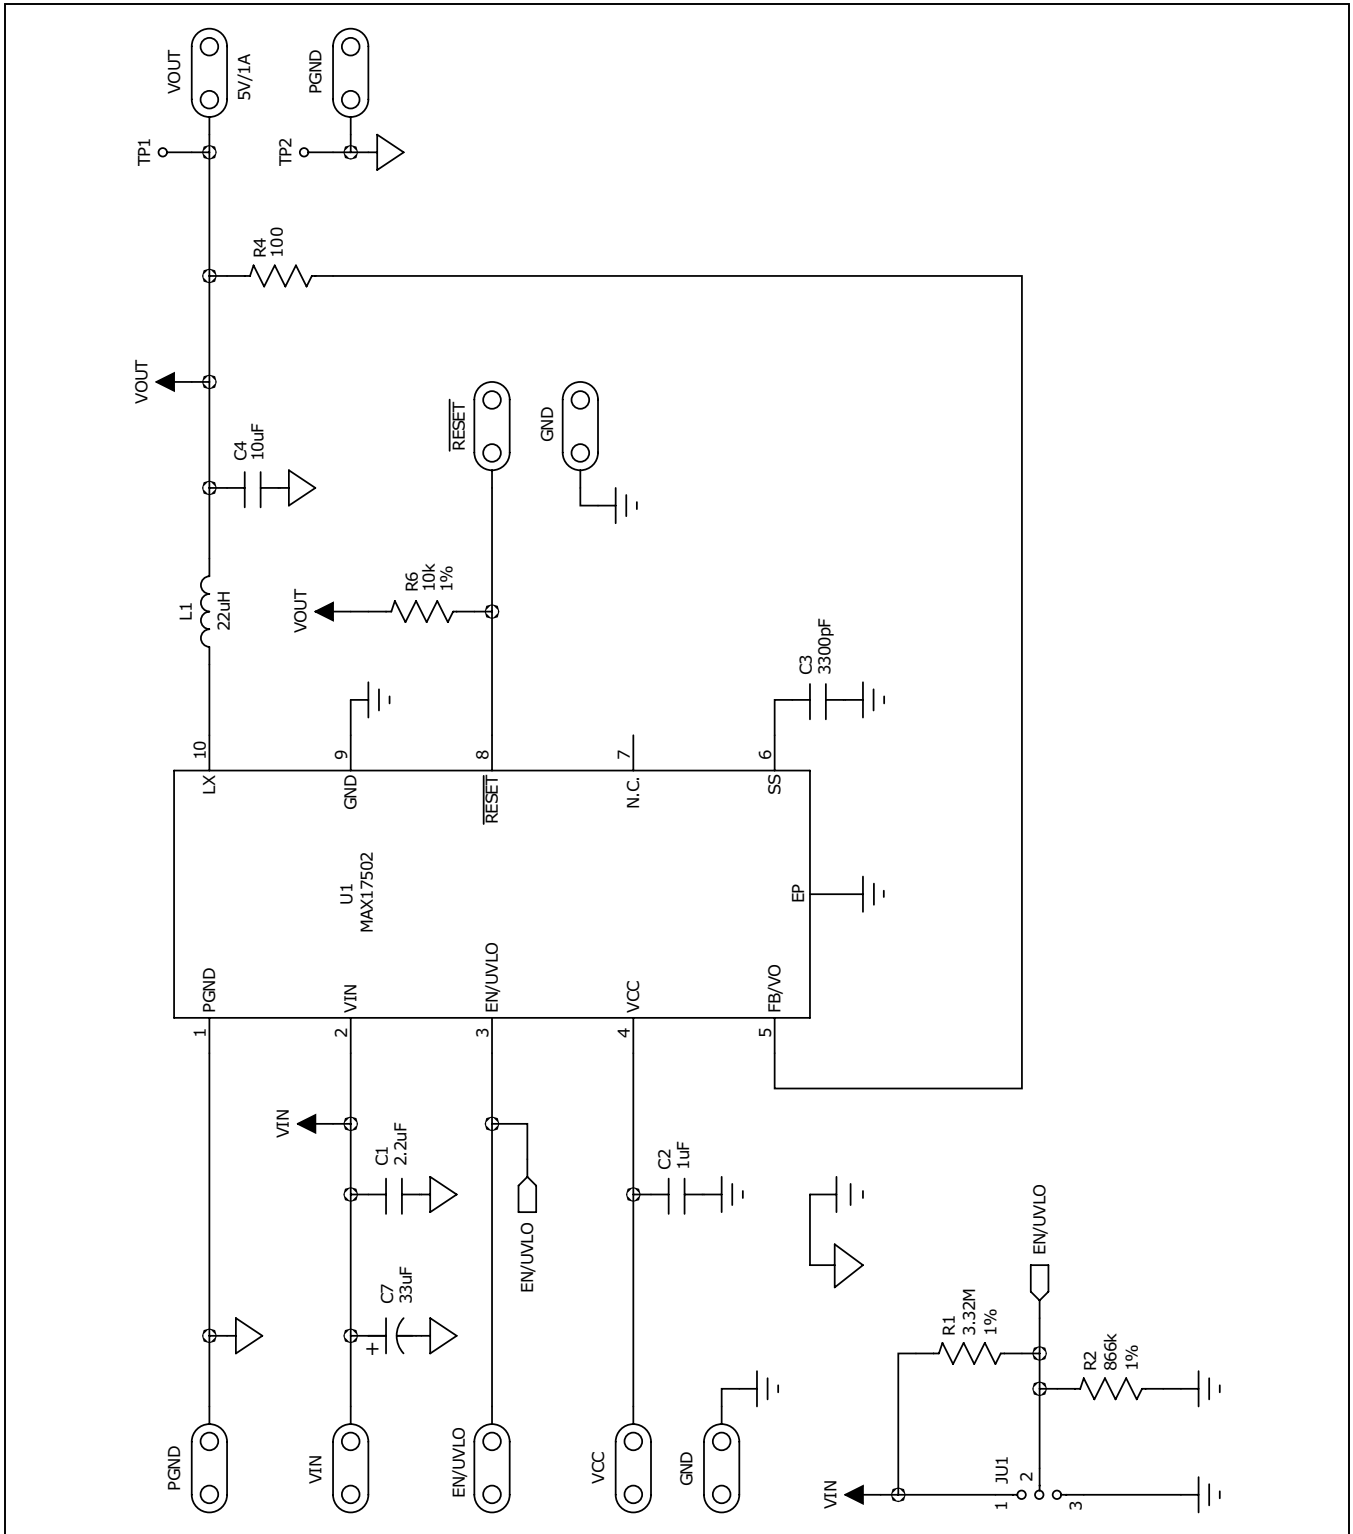 PGND
VIN
EN/UVLO
VCC
GND
C7
33uF
+
VIN
C1
2.2uF
EN/UVLO
C2
1uF
1
PGND
2
VIN
3
EN/UVLO
4
VCC
5
FB/VO
U1
MAX17502
EP
LX
10
GND
9
RESET
8
N.C.
7
SS
6
L1
22uH
C4
10uF
VOUT
R4
100
TP1
VOUT
5V/1A
TP2
PGND
VOUT
R6
10k
1%
RESET
GND
C3
3300pF
VIN
JU1
1
2
3
R1
3.32M
1%
R2
866k
1%
EN/UVLO